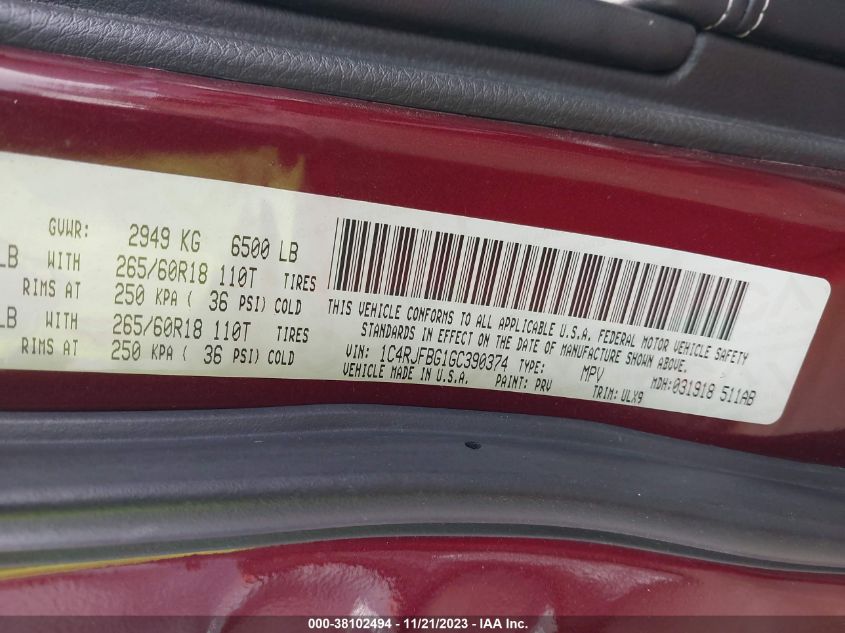 GVWR: 2949 KG 6500 LB
LB WITH 265/60R18 110T TIRES
RIMS AT 250 KPA ( 36 PSI) COLD
LB WITH 265/60R18 110T TIRES
RIMS AT 250 KPA ( 36 PSI) COLD
THIS VEHICLE CONFORMS TO ALL APPLICABLE U.S.A. FEDERAL MOTOR VEHICLE SAFETY
STANDARDS IN EFFECT ON THE DATE OF MANUFACTURE SHOWN ABOVE.
VIN: 1C4RJFBG1GC390374 TYPE: MPV MDH:031918 511AB
VEHICLE MADE IN U.S.A. PAINT: PRV TRIM: ULX9
000-38102494 - 11/21/2023 - IAA Inc.